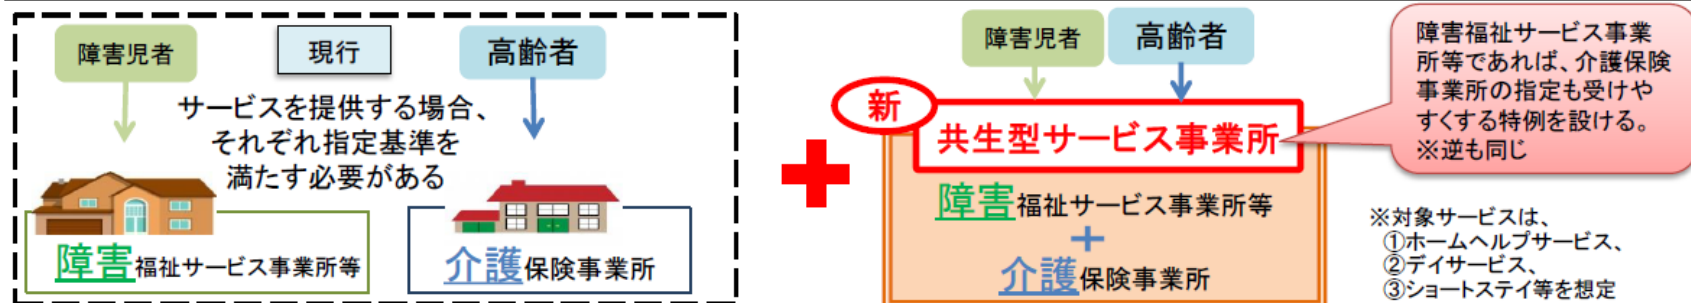 障害児者
現行
高齢者
サービスを提供する場合、
それぞれ指定基準を
満たす必要がある
障害福祉サービス事業所等
介護保険事業所
障害児者
高齢者
新
共生型サービス事業所
障害福祉サービス事業所等
+
介護保険事業所
障害福祉サービス事業
所等であれば、介護保険
事業所の指定も受けや
すくする特例を設ける。
※逆も同じ
※対象サービスは、
①ホームヘルプサービス、
②デイサービス、
③ショートステイ等を想定